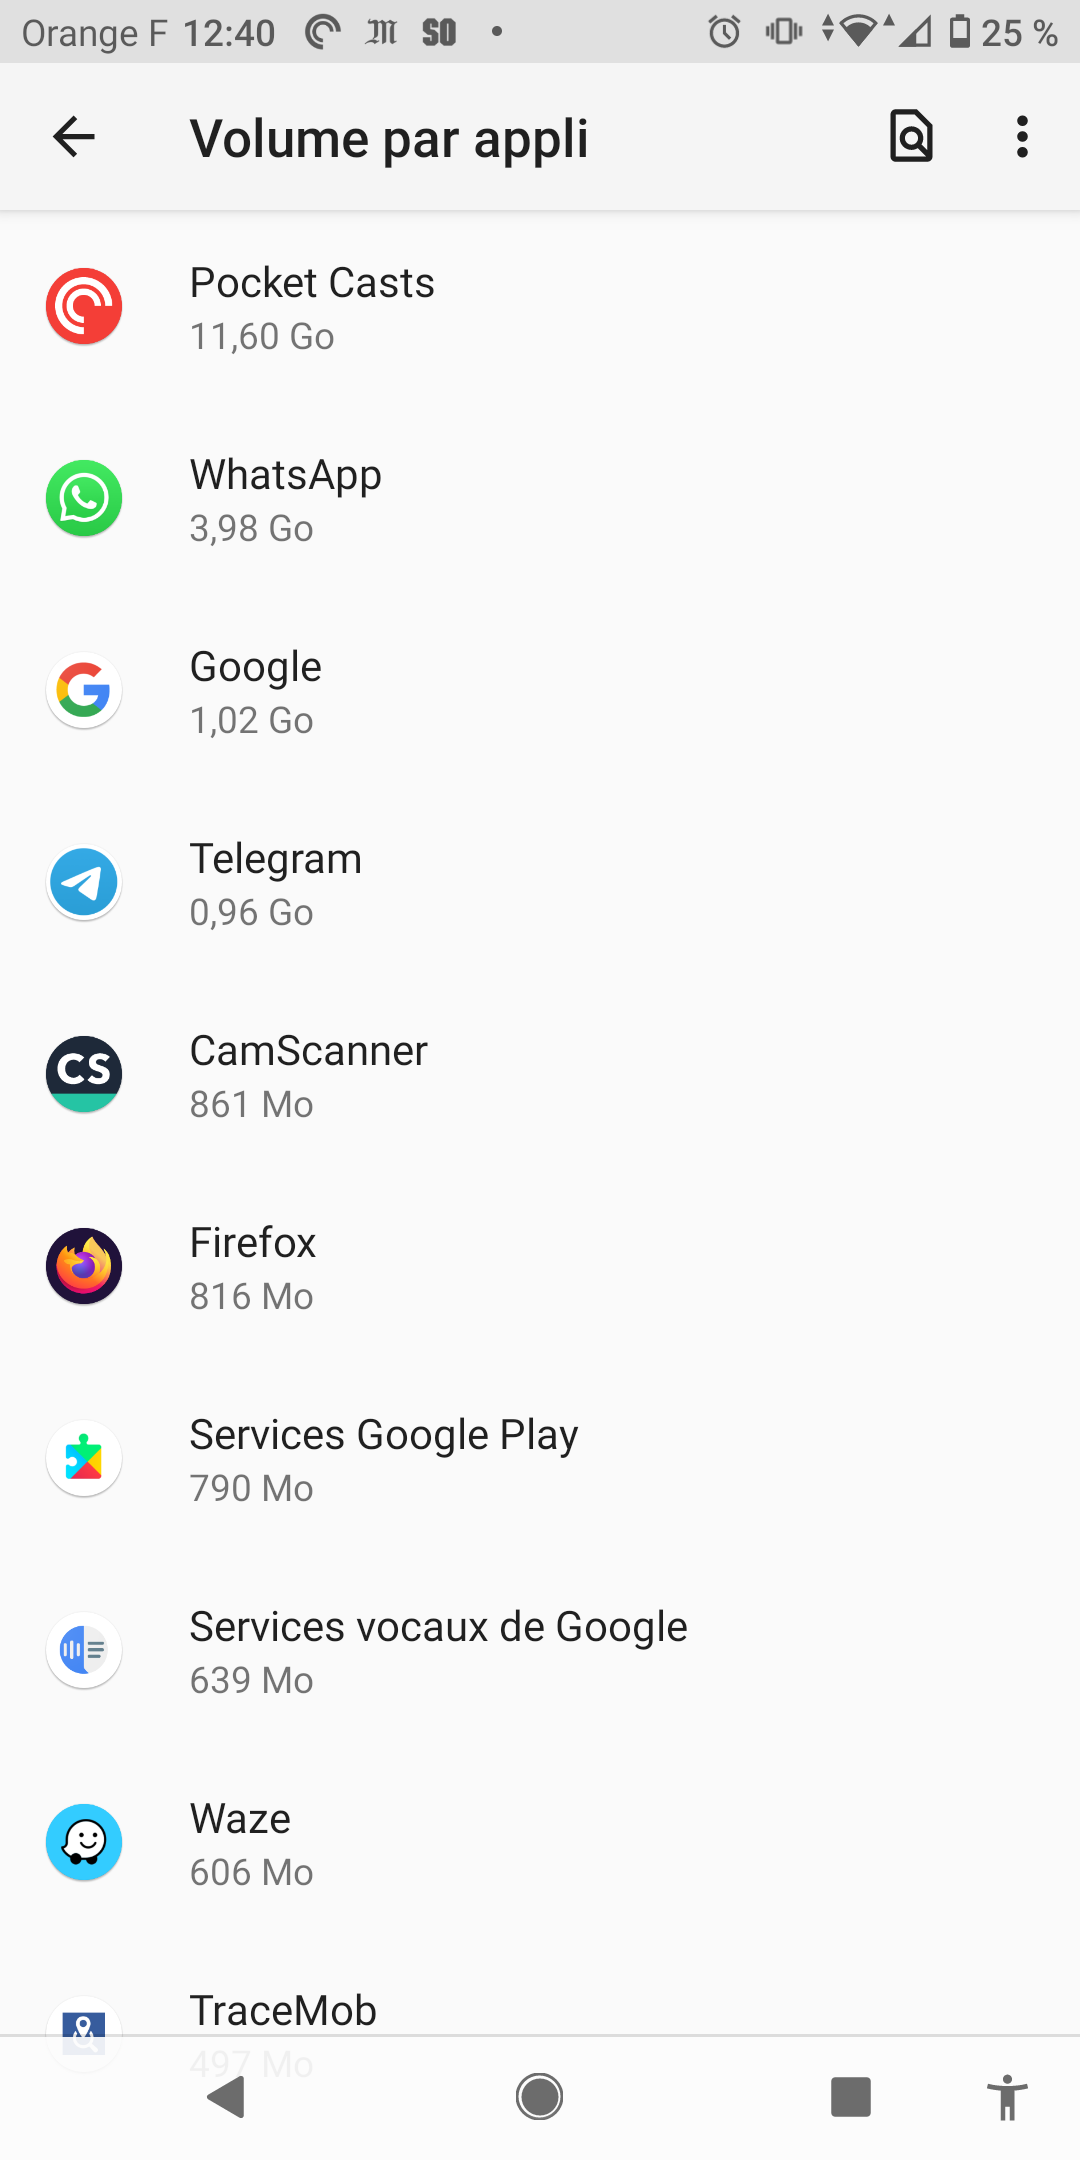 Orange F 12:40 M SO 25 %
Volume par appli
Pocket Casts
11,60 Go
WhatsApp
3,98 Go
Google
1,02 Go
Telegram
0,96 Go
CS
CamScanner
861 Mo
Firefox
816 Mo
Services Google Play
790 Mo
Services vocaux de Google
639 Mo
Waze
606 Mo
TraceMob
497 Mo